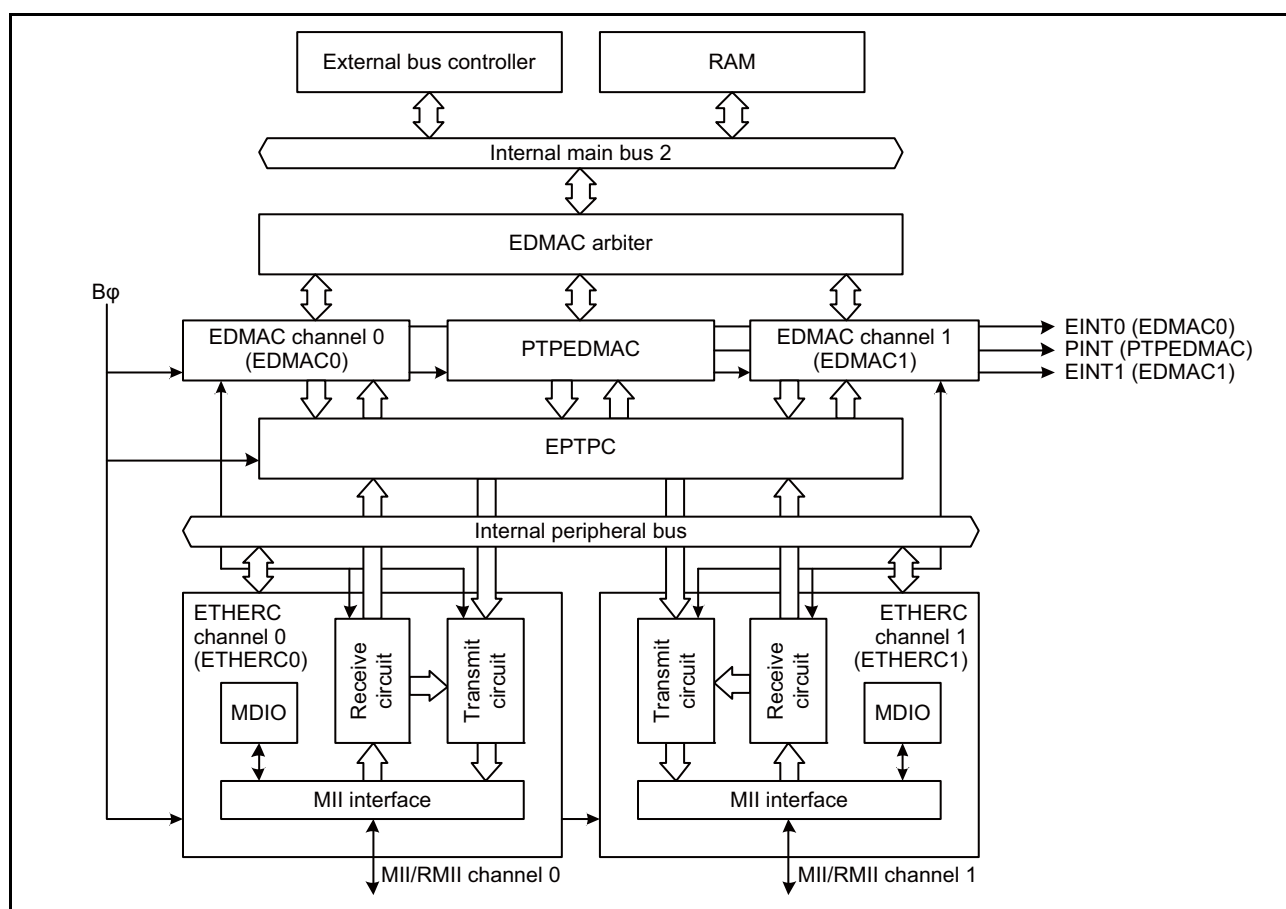 External bus controller
RAM
Internal main bus 2
EDMAC arbiter
Bφ
EDMAC channel 0
(EDMAC0)
PTPEDMAC
EDMAC channel 1
(EDMAC1)
EINT0 (EDMAC0)
PINT (PTPEDMAC)
EINT1 (EDMAC1)
EPTPC
Internal peripheral bus
ETHERC
channel 0
(ETHERC0)
Receive
circuit
Transmit
circuit
MDIO
MII interface
MII/RMII channel 0
Transmit
circuit
Receive
circuit
ETHERC
channel 1
(ETHERC1)
MDIO
MII interface
MII/RMII channel 1